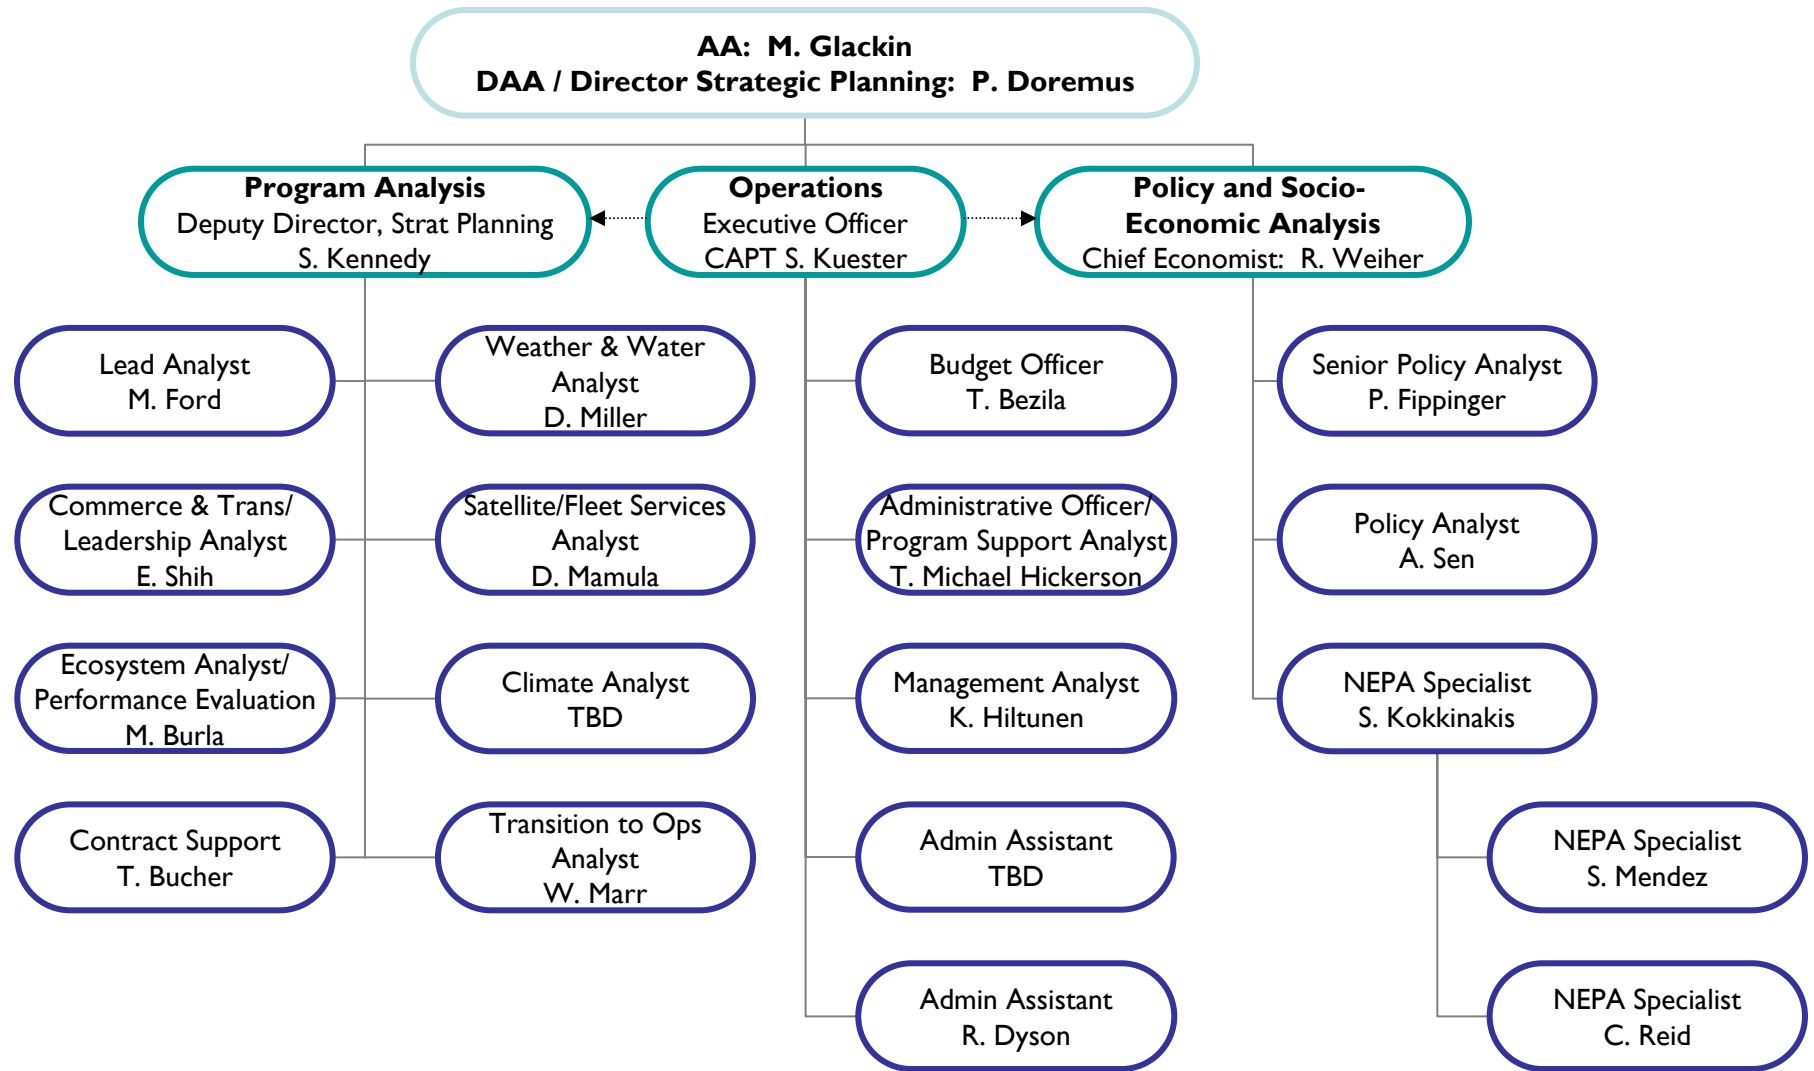 AA: M. Glackin
DAA / Director Strategic Planning: P. Doremus
Program Analysis
Deputy Director, Strat Planning
S. Kennedy
Operations
Executive Officer
CAPT S. Kuester
Policy and Socio-
Economic Analysis
Chief Economist: R. Weiher
Lead Analyst
M. Ford
Weather & Water
Analyst
D. Miller
Budget Officer
T. Bezila
Senior Policy Analyst
P. Fippinger
Commerce & Trans/
Leadership Analyst
E. Shih
Satellite/Fleet Services
Analyst
D. Mamula
Administrative Officer/
Program Support Analyst
T. Michael Hickerson
Policy Analyst
A. Sen
Ecosystem Analyst/
Performance Evaluation
M. Burla
Climate Analyst
TBD
Management Analyst
K. Hiltunen
NEPA Specialist
S. Kokkinakis
Contract Support
T. Bucher
Transition to Ops
Analyst
W. Marr
Admin Assistant
TBD
NEPA Specialist
S. Mendez
Admin Assistant
R. Dyson
NEPA Specialist
C. Reid